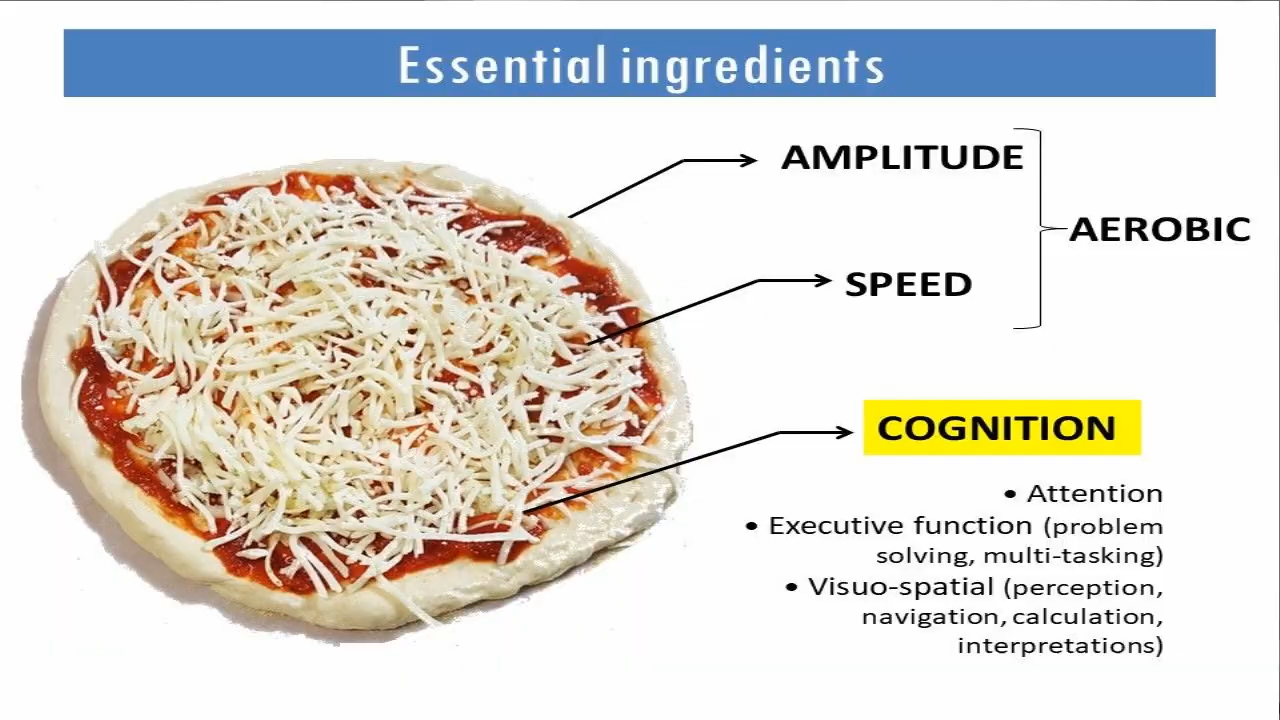 Essential ingredients
AMPLITUDE
AEROBIC
SPEED
COGNITION
• Attention
• Executive function (problem
solving, multi-tasking)
• Visuo-spatial (perception,
navigation, calculation,
interpretations)